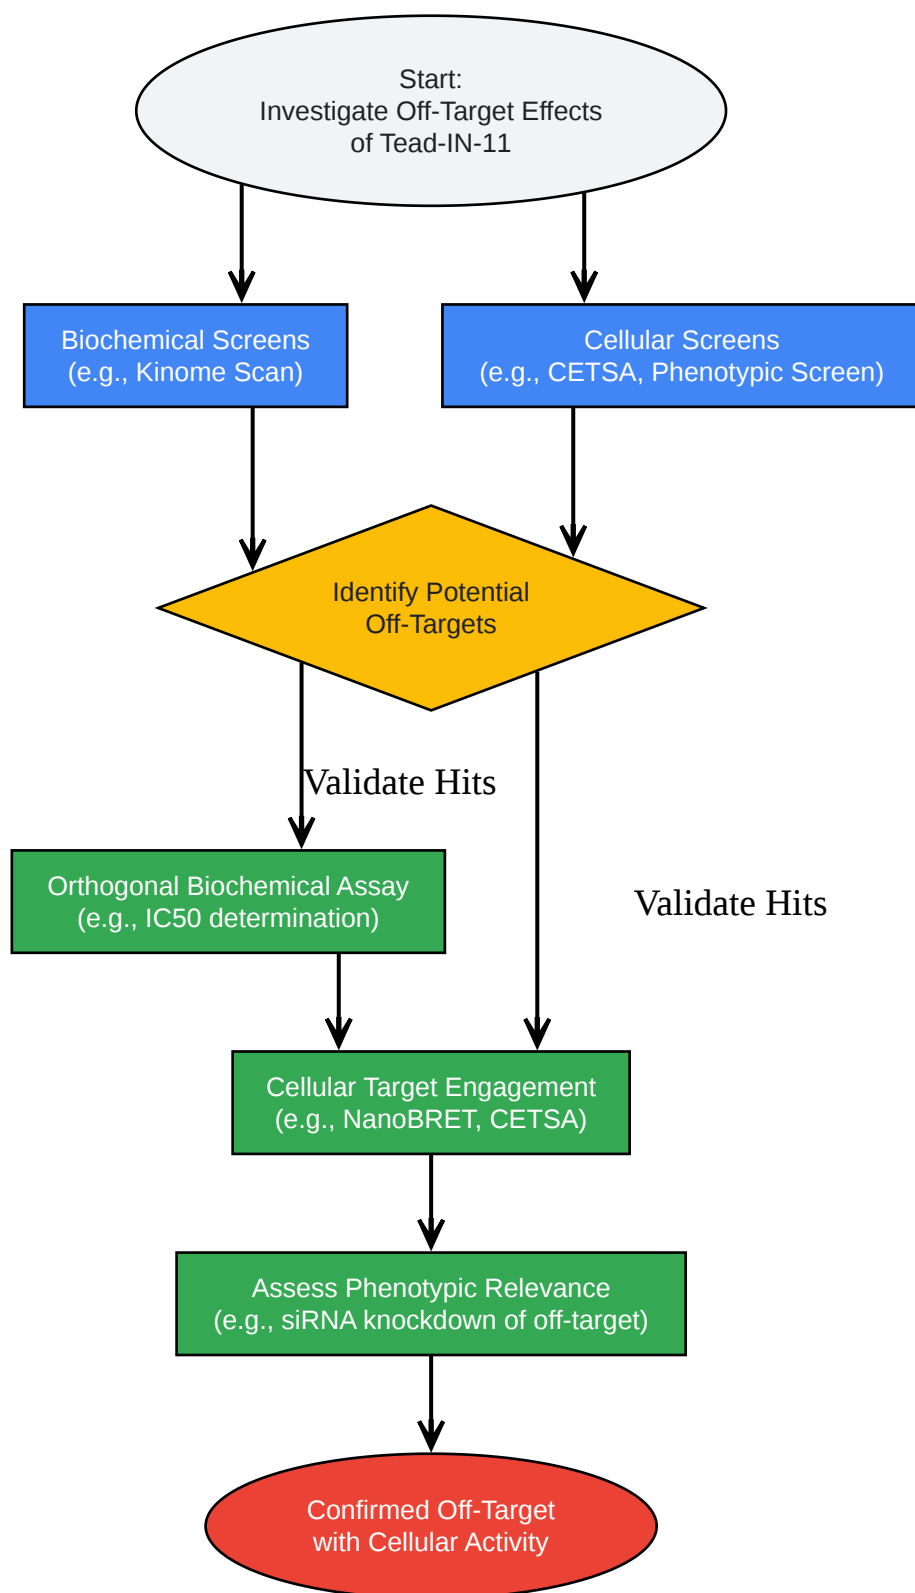 Start:
Investigate Off-Target Effects
of Tead-IN-11
Biochemical Screens
(e.g., Kinome Scan)
Cellular Screens
(e.g., CETSA, Phenotypic Screen)
Identify Potential
Off-Targets
Validate Hits
Orthogonal Biochemical Assay
(e.g., IC50 determination)
Validate Hits
Cellular Target Engagement
(e.g., NanoBRET, CETSA)
Assess Phenotypic Relevance
(e.g., siRNA knockdown of off-target)
Confirmed Off-Target
with Cellular Activity